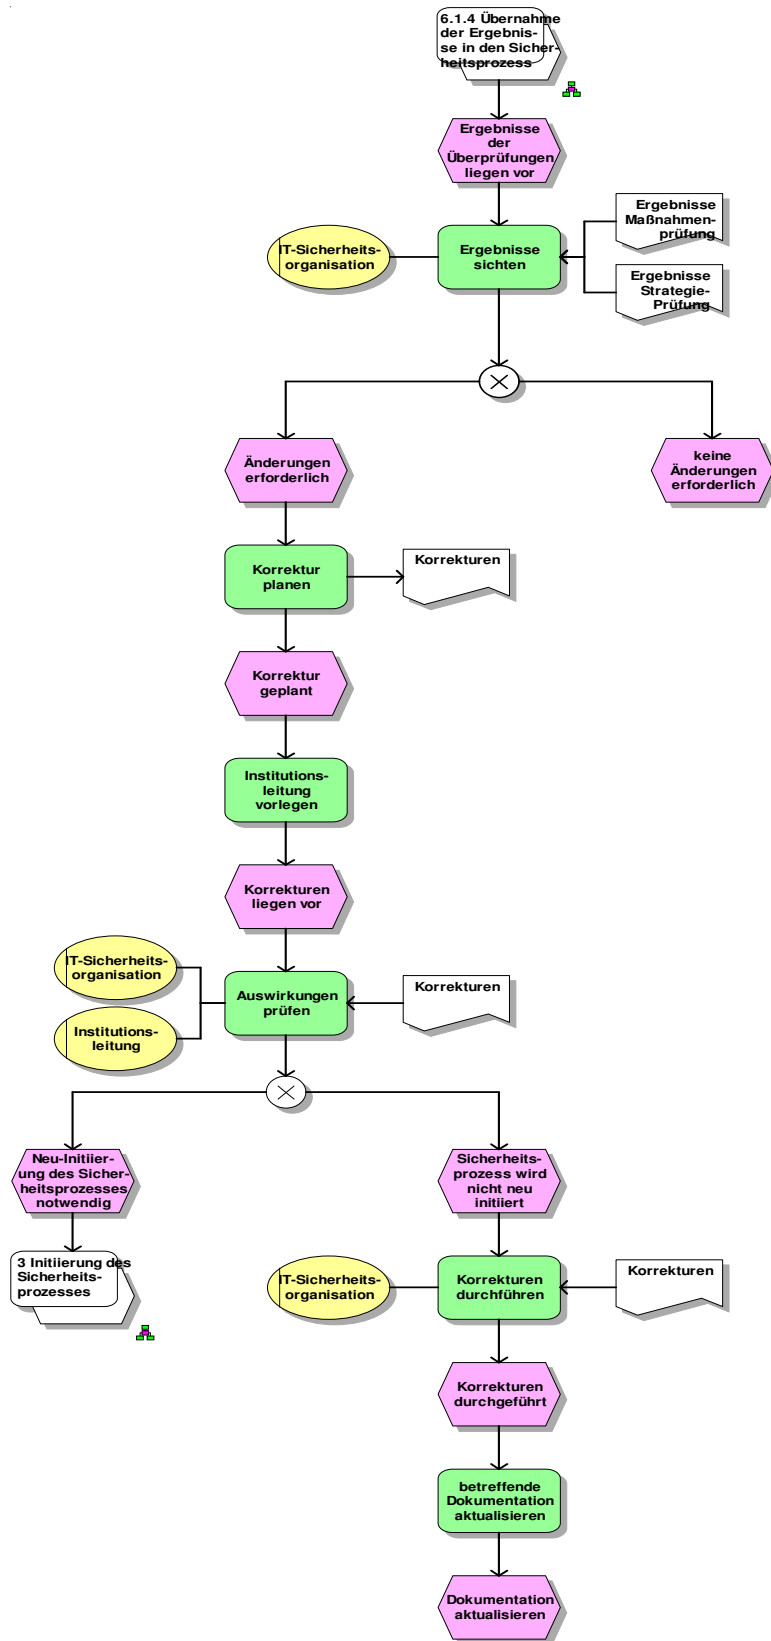 6.1.4 Übernahme
der Ergebnis-
se in den Sicher-
heitsprozess
Ergebnisse
der
Überprüfungen
liegen vor
Ergebnisse
Maßnahmen-
prüfung
IT-Sicherheits-
organisation
Ergebnisse
sichten
Ergebnisse
Strategie-
Prüfung
Änderungen
erforderlich
keine
Änderungen
erforderlich
Korrektur
planen
Korrekturen
Korrektur
geplant
Institutions-
leitung
vorlegen
Korrekturen
liegen vor
IT-Sicherheits-
organisation
Institutions-
leitung
Auswirkungen
prüfen
Korrekturen
Neu-Initiier-
ung des Sicher-
heitsprozesses
notwendig
Sicherheits-
prozess wird
nicht neu
initiiert
3 Initiierung des
Sicherheits-
prozesses
IT-Sicherheits-
organisation
Korrekturen
durchführen
Korrekturen
Korrekturen
durchgeführt
betreffende
Dokumentation
aktualisieren
Dokumentation
aktualisieren